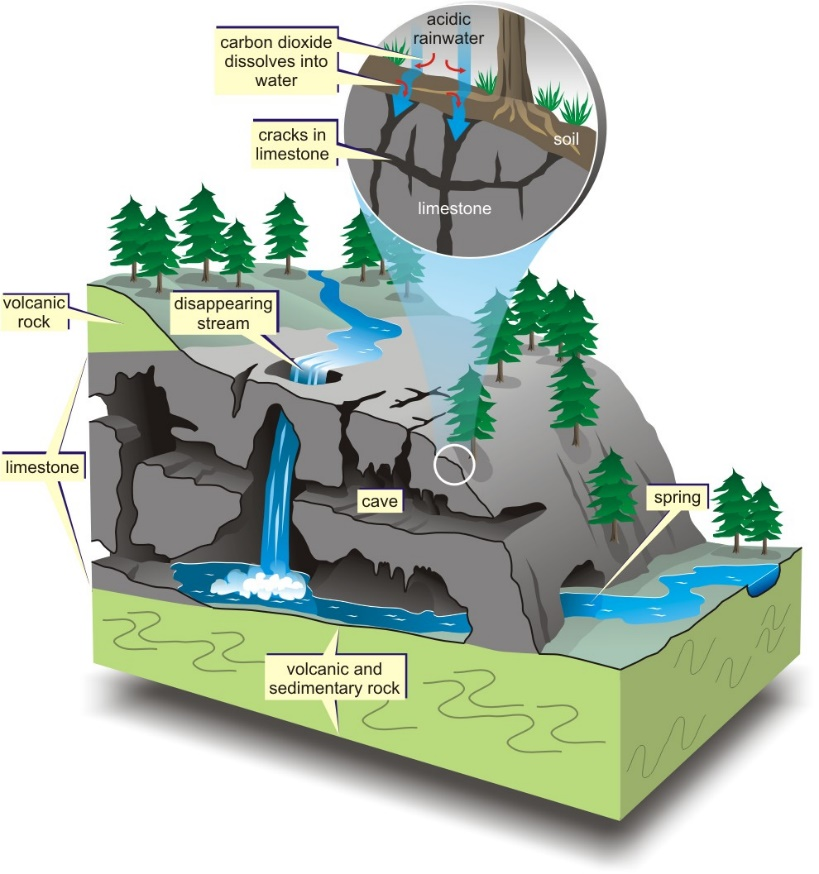 acidic
rainwater
carbon dioxide
dissolves into
water
cracks in
limestone
soil
limestone
volcanic
rock
disappearing
stream
limestone
cave
spring
volcanic and
sedimentary rock